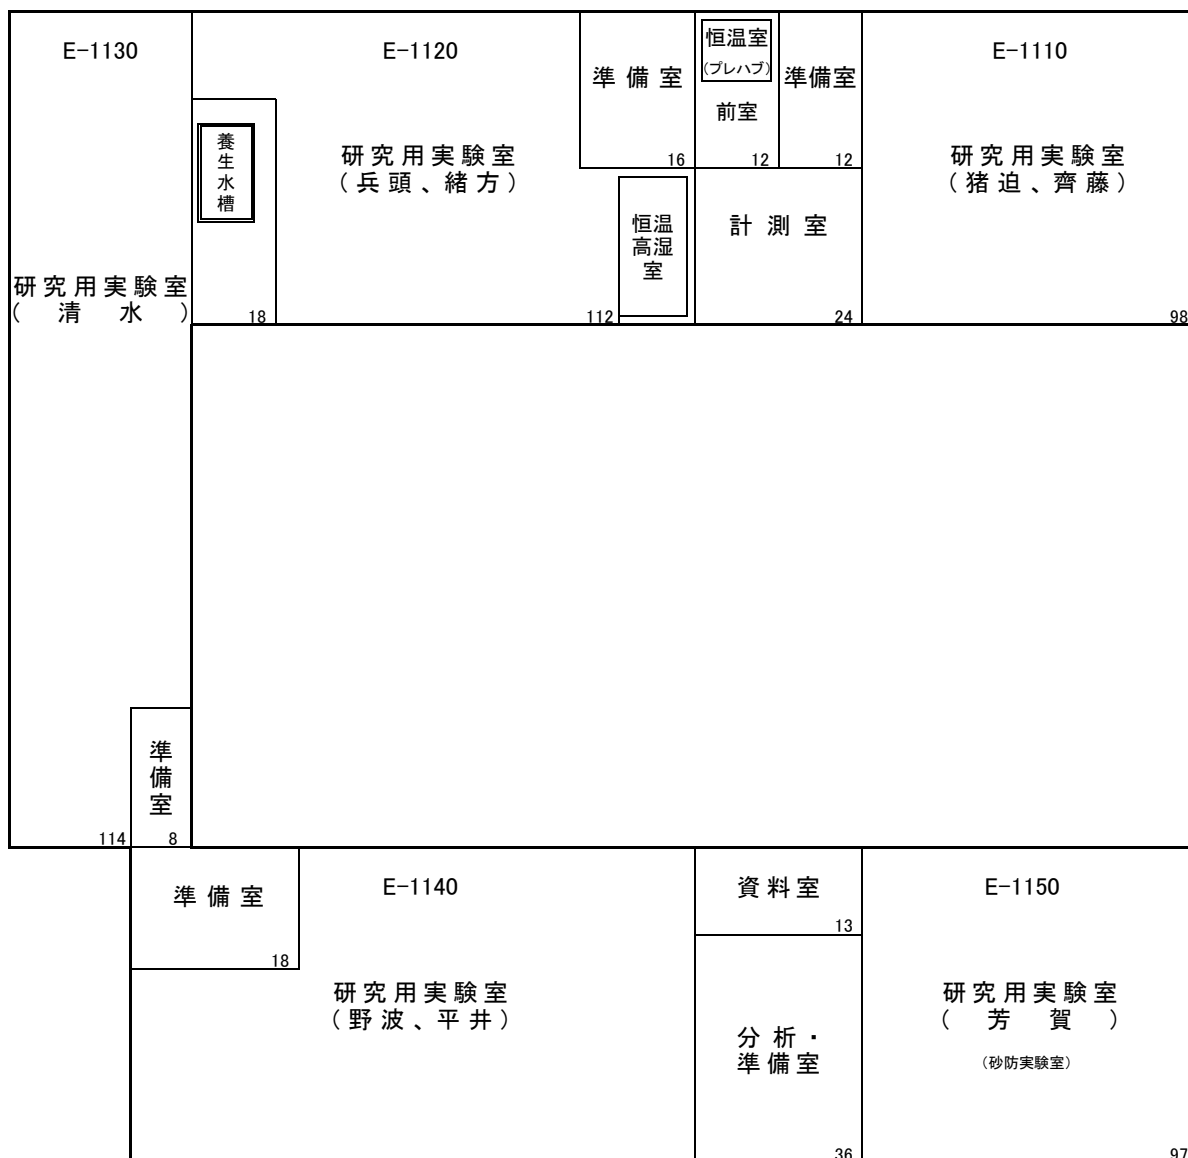 E-1130
研究用実験室
(清水)
114
準備室
8
養生水槽
18
E-1120
研究用実験室
(兵頭、緒方)
112
準備室
16
恒温高湿室
恒温室
(プレハブ)
前室
12
準備室
12
計測室
24
E-1110
研究用実験室
(猪迫、齊藤)
98
準備室
18
E-1140
研究用実験室
(野波、平井)
資料室
13
分析・
準備室
36
E-1150
研究用実験室
(芳賀)
(砂防実験室)
97